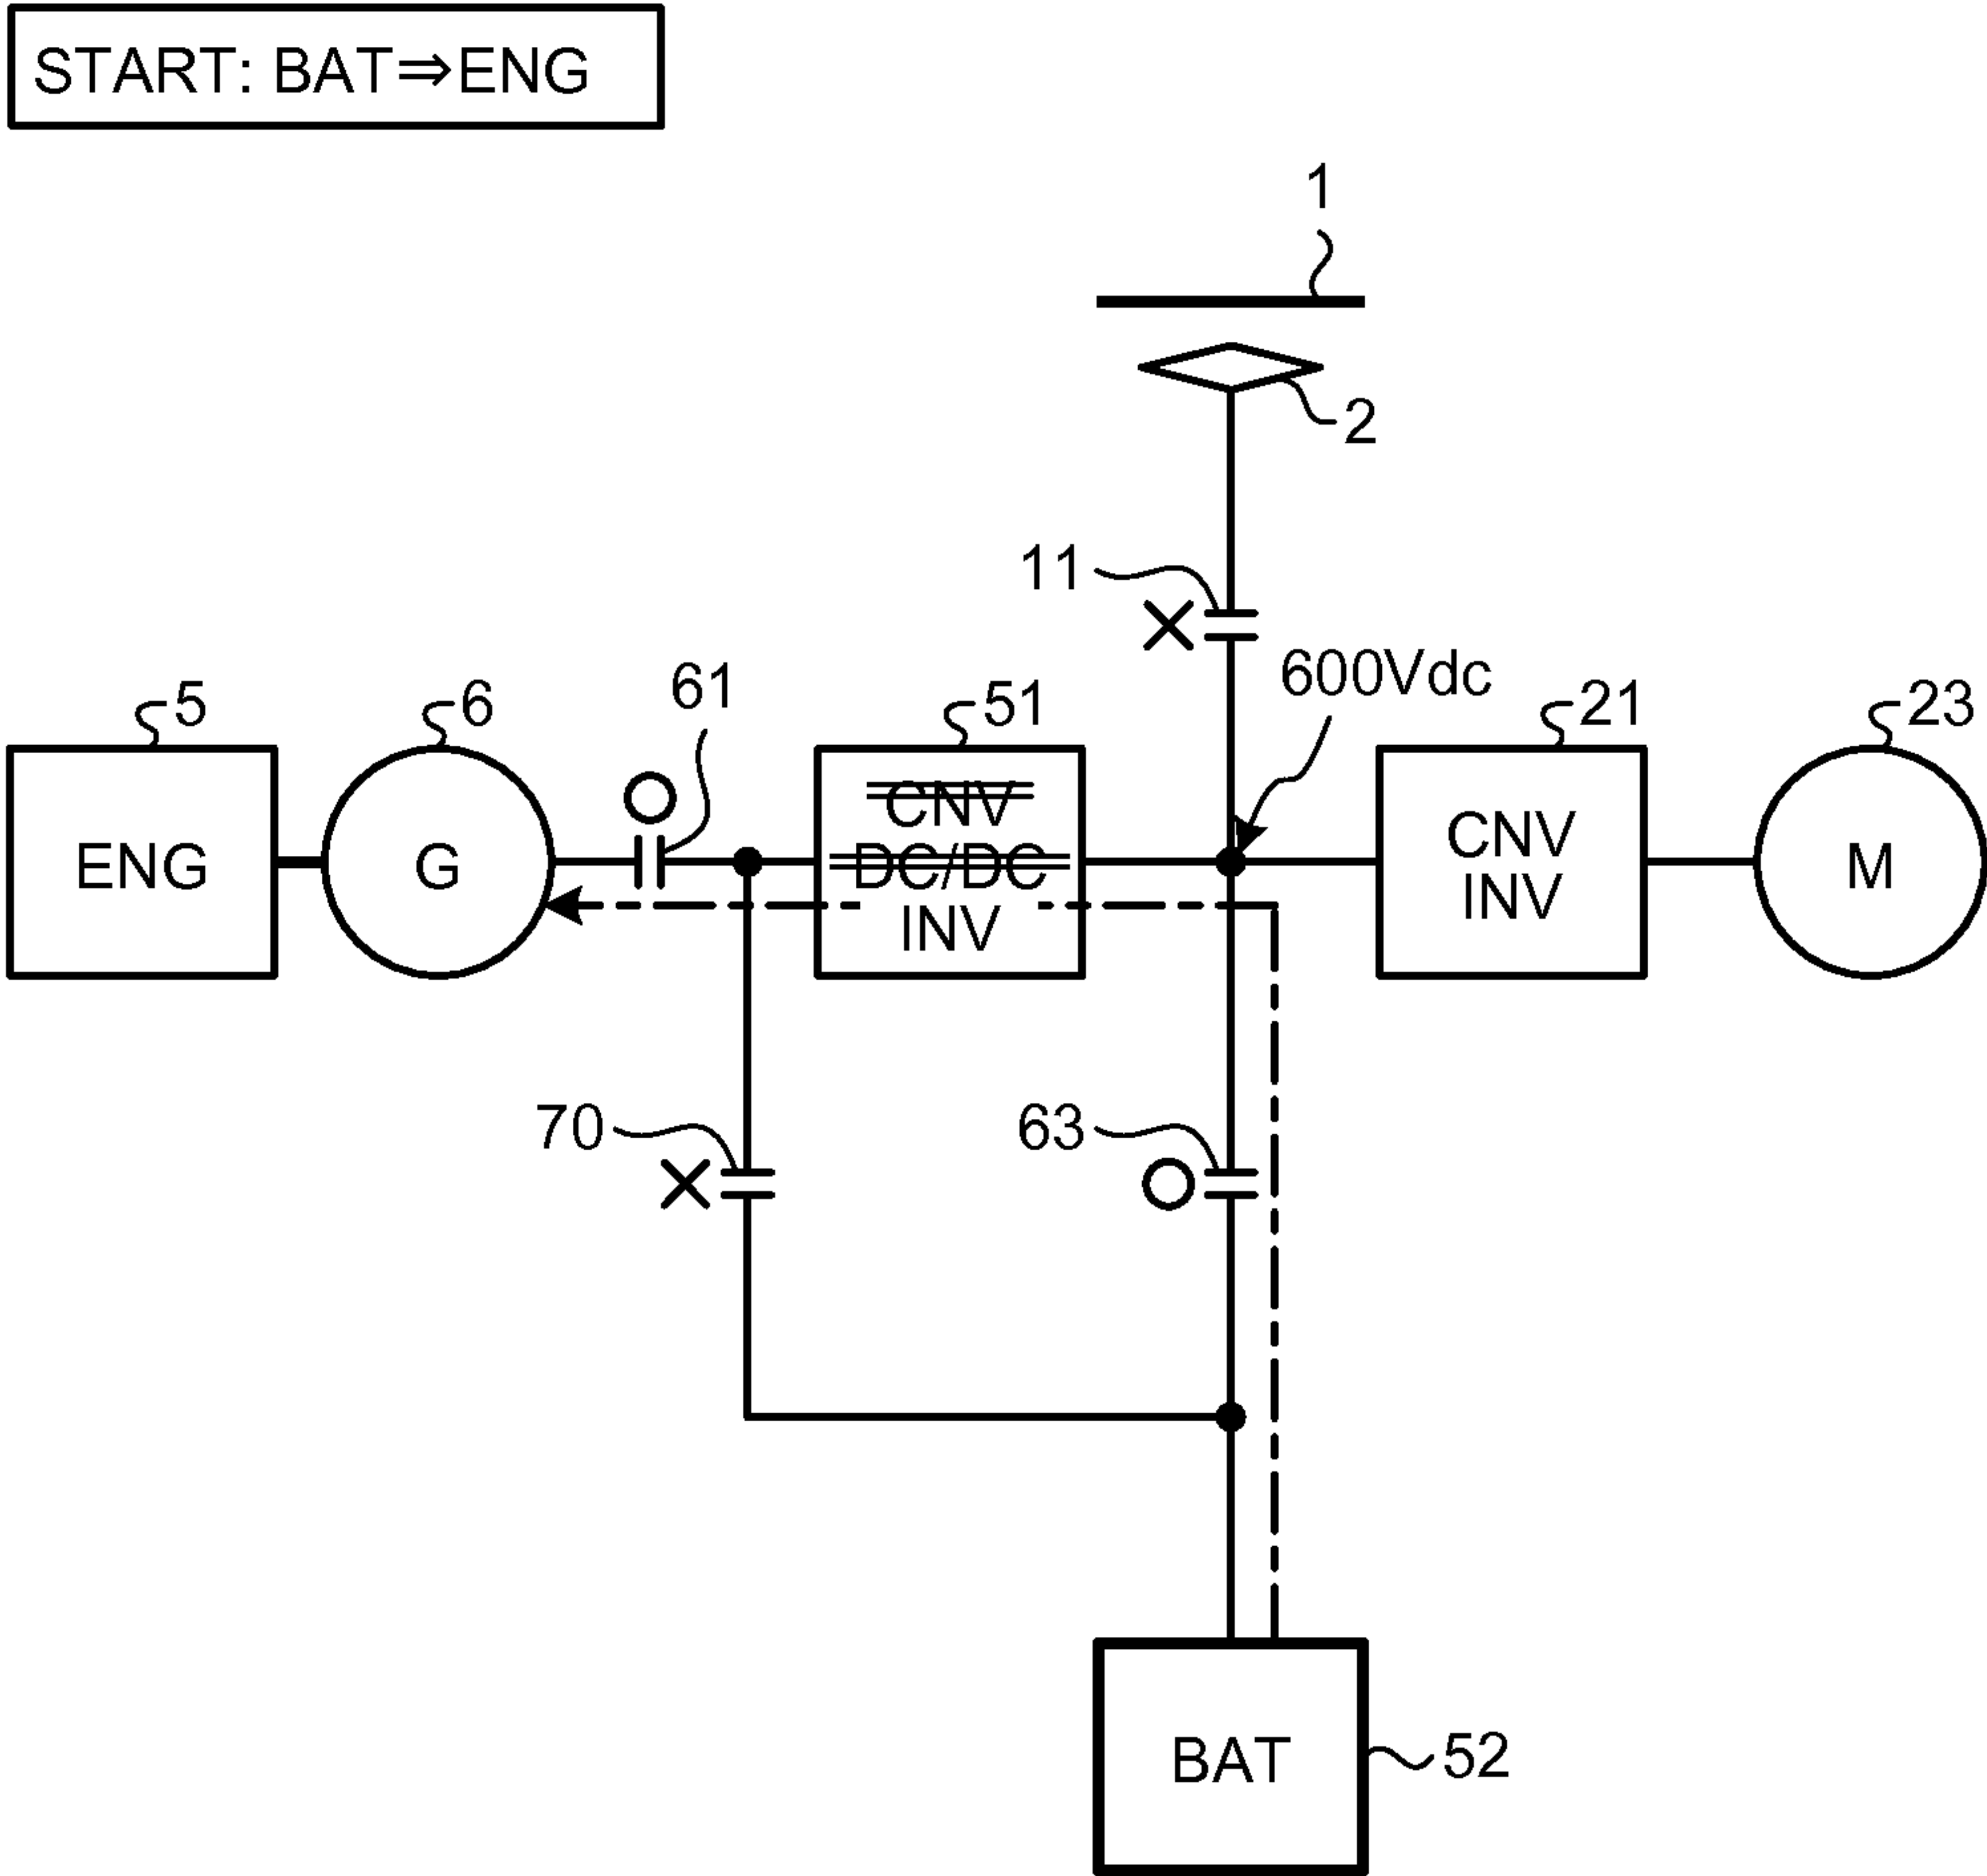 START: BAT⇒ENG
1
2
11
600Vdc
5
6
61
51
21
23
ENG
G
CNV
DC/DC
INV
CNV
INV
M
70
63
BAT
52